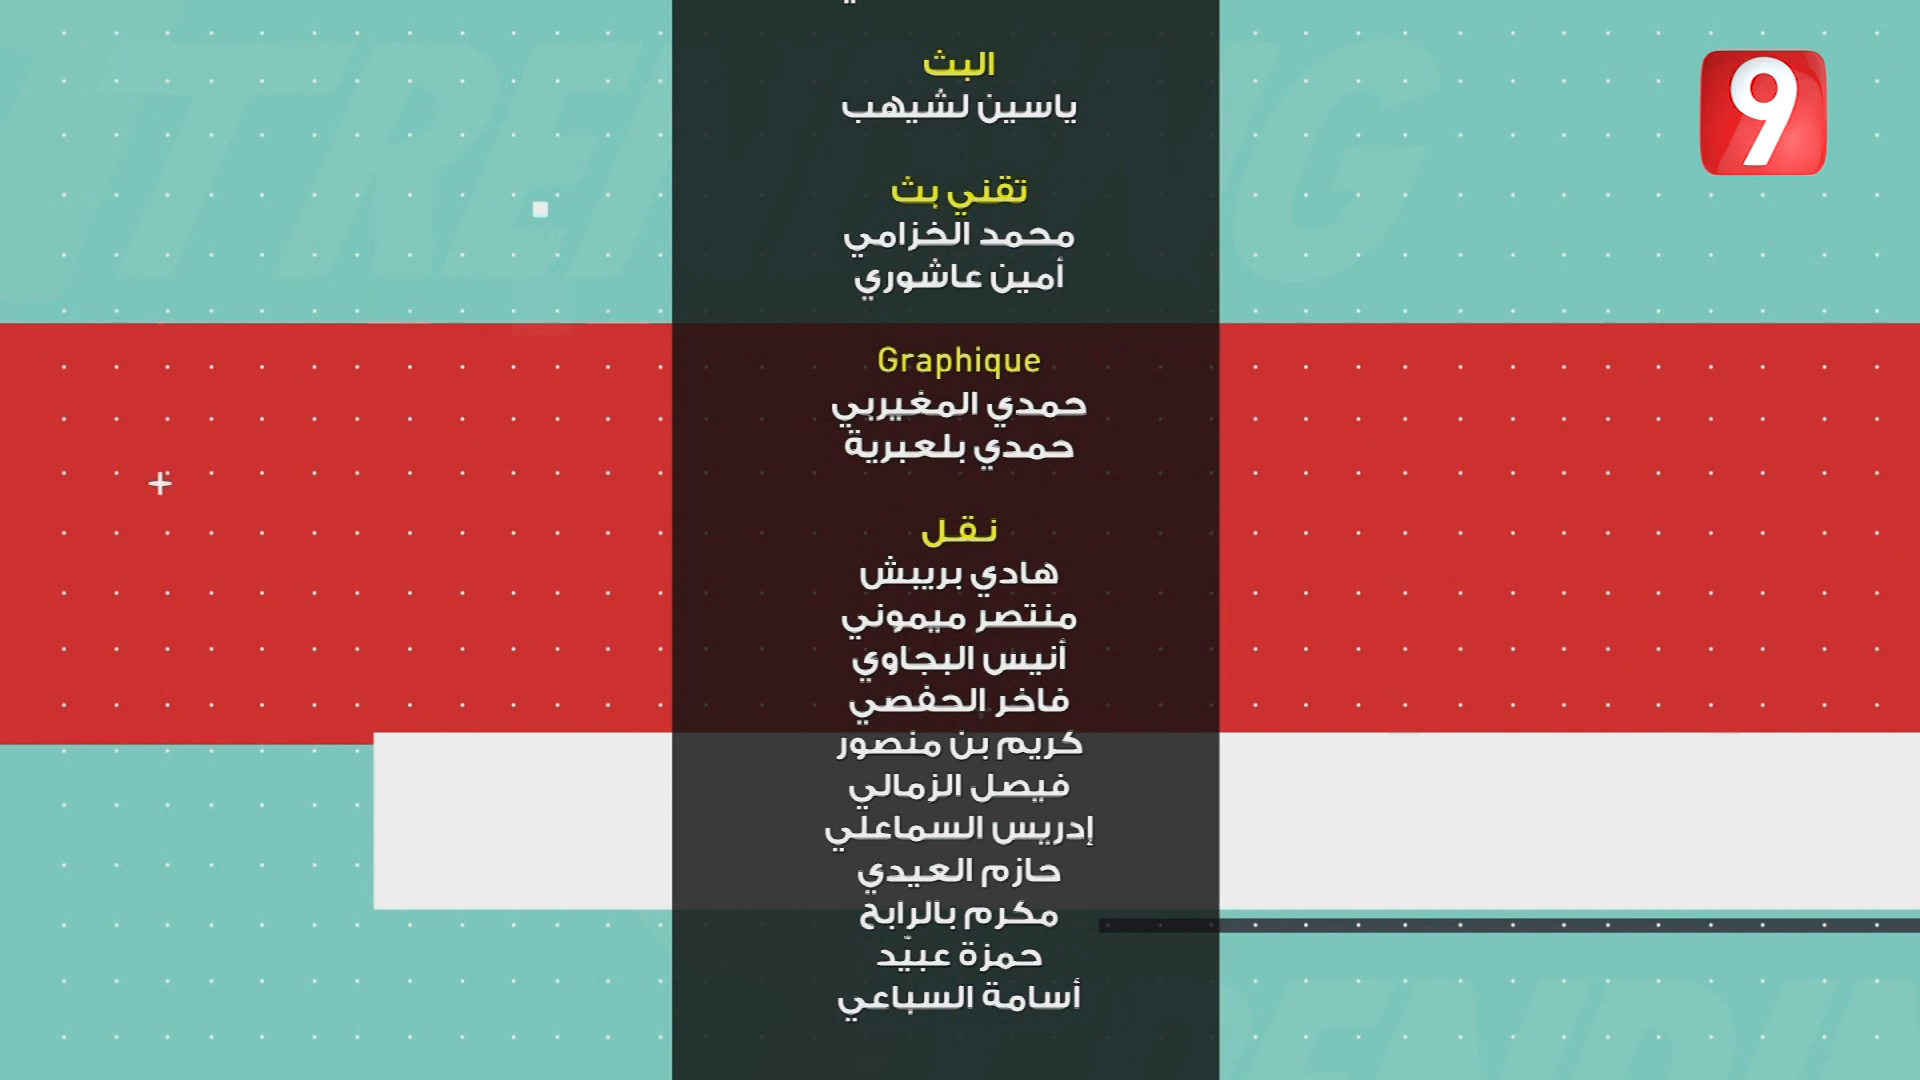 9
TRENDING
البث
ياسين لشيهب
تقني بث
محمد الخزامي
أمين عاشوري
Graphique
حمدي المغيربي
حمدي بلعبرية
نقل
هادي بريبش
منتصر ميموني
أنيس البجاوي
فاخر الحفصي
كريم بن منصور
فيصل الزمالي
إدريس السماعلي
حازم العيدي
مكرم بالرابح
حمزة عبيّد
أسامة السباعي